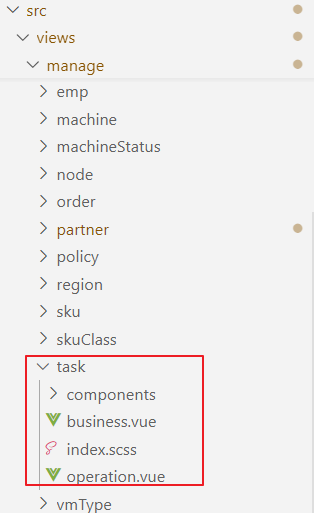 src
views
manage
emp
machine
machineStatus
node
order
partner
policy
region
sku
skuClass
task
components
business.vue
index.scss
operation.vue
vmType